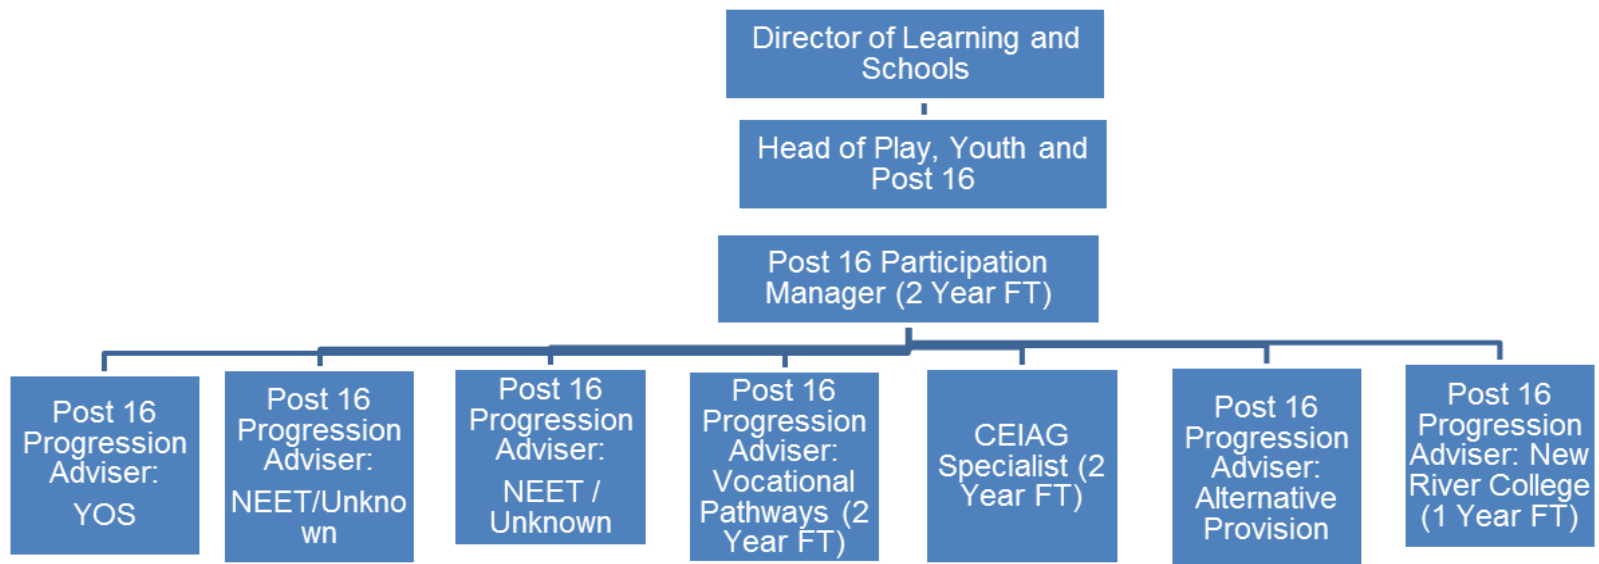 Director of Learning and
Schools
Head of Play, Youth and
Post 16
Post 16 Participation
Manager (2 Year FT)
Post 16
Progression
Adviser:
YOS
Post 16
Progression
Adviser:
NEET/Unkno
wn
Post 16
Progression
Adviser:
NEET /
Unknown
Post 16
Progression
Adviser:
Vocational
Pathways (2
Year FT)
CEIAG
Specialist (2
Year FT)
Post 16
Progression
Adviser:
Alternative
Provision
Post 16
Progression
Adviser: New
River College
(1 Year FT)